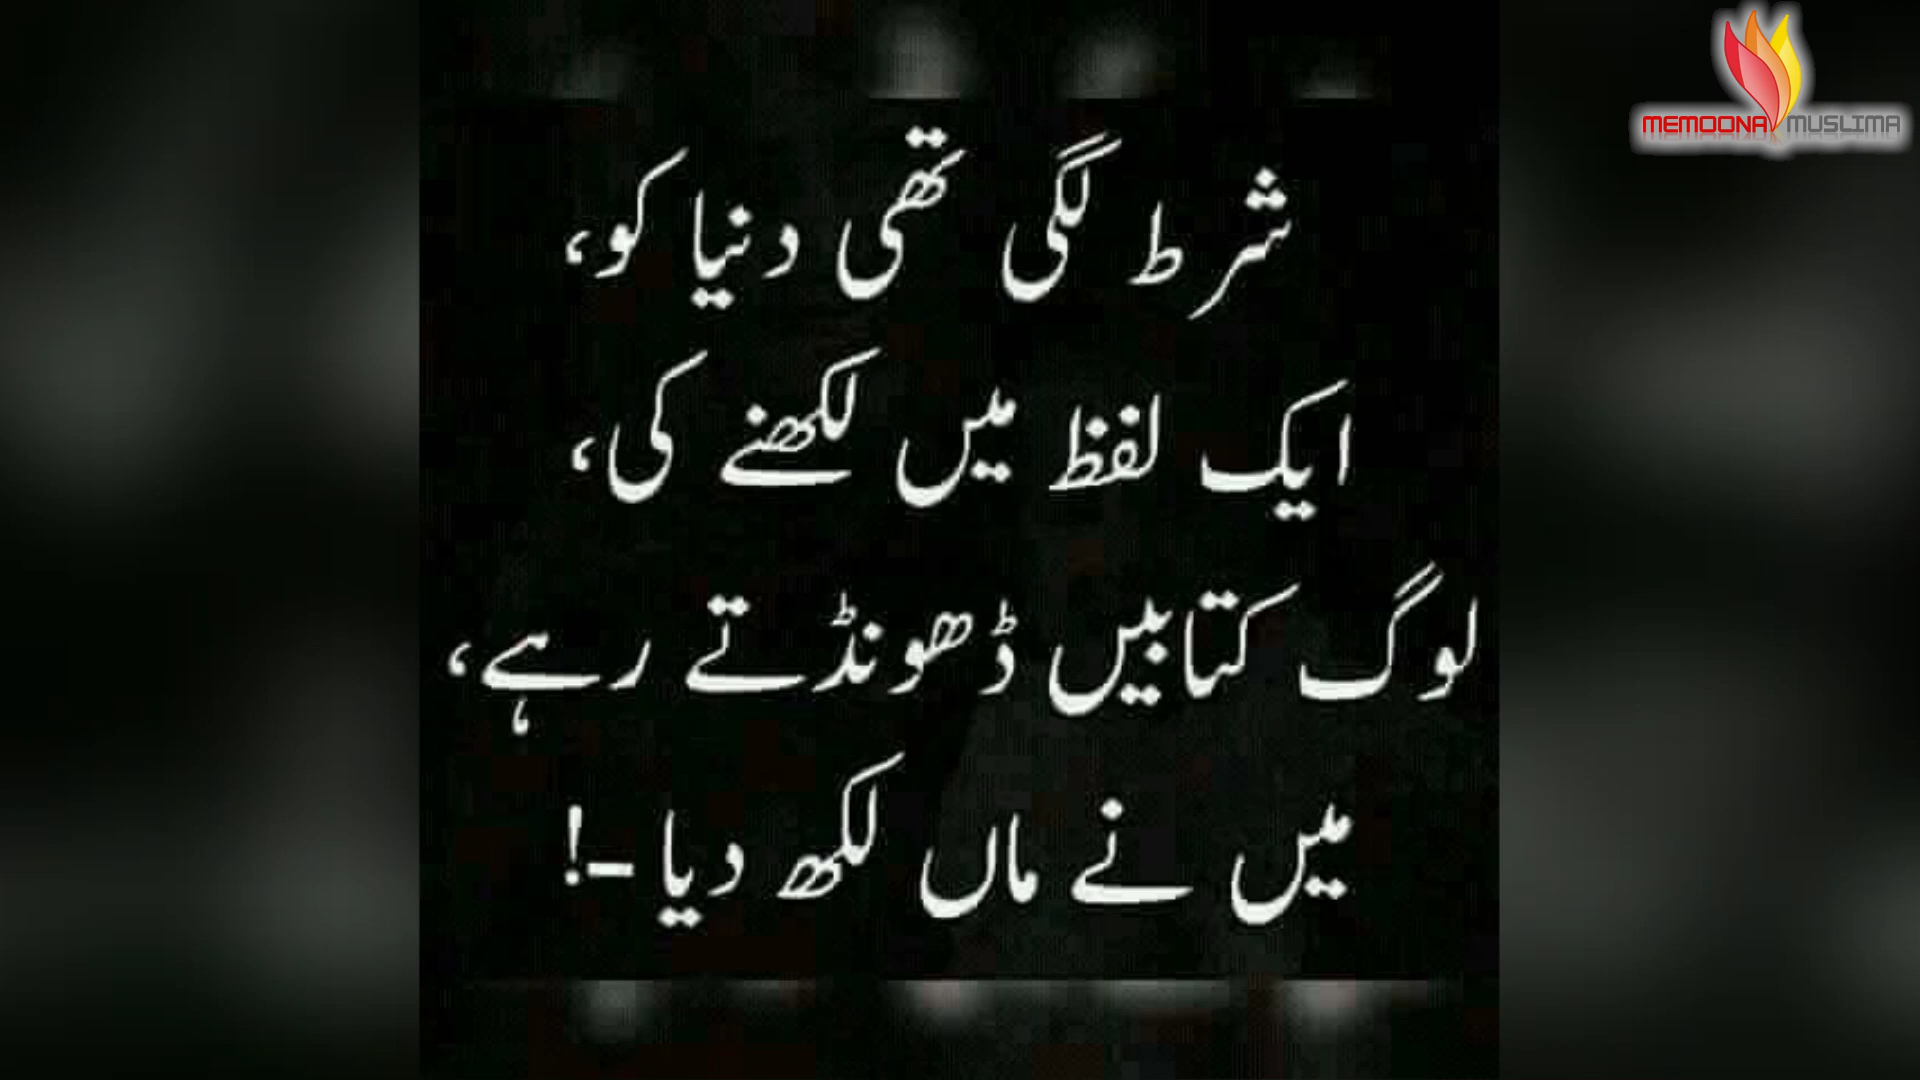 MEMOONA MUSLIMA
شرط لگی تھی دنیا کو،
ایک لفظ میں لکھنے کی،
لوگ کتابیں ڈھونڈتے رہے،
میں نے ماں لکھ دیا -!